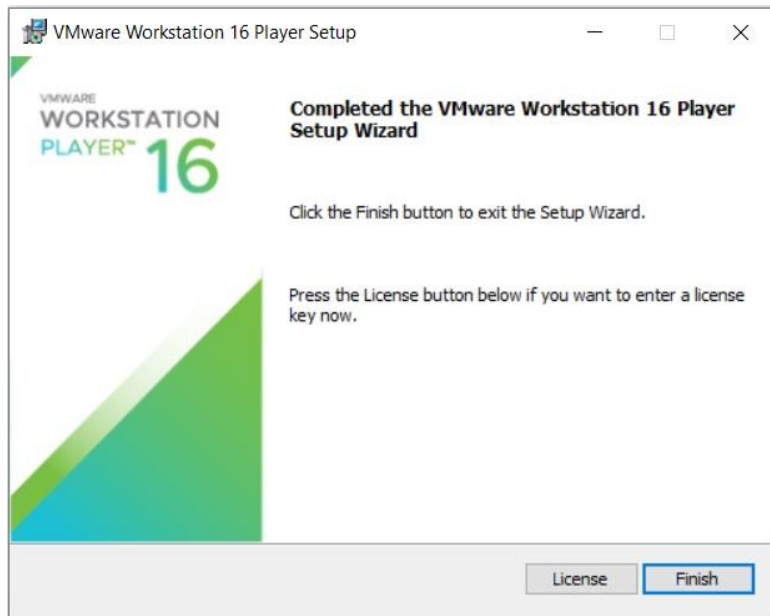 VMware Workstation 16 Player Setup
VMWARE
WORKSTATION
PLAYER™ 16
Completed the VMware Workstation 16 Player
Setup Wizard
Click the Finish button to exit the Setup Wizard.
Press the License button below if you want to enter a license
key now.
License Finish